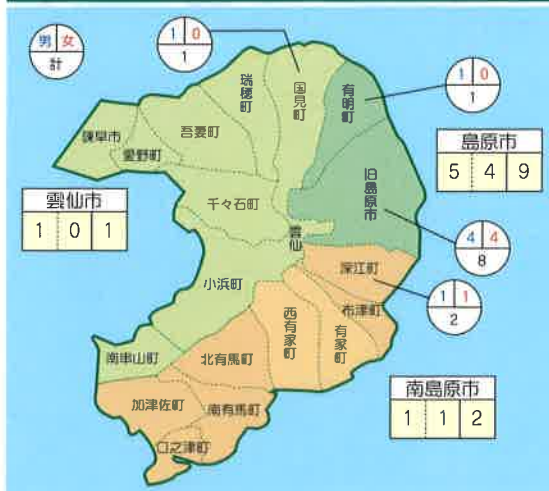 男 女
計
1 0
1
瑞穂町
国見町
有明町
1 0
1
諫早市
愛野町
吾妻町
島原市
5 4 9
旧島原市
雲仙市
1 0 1
千々石町
雲仙
4 4
8
小浜町
深江町
1 1
2
布津町
西有家町
有家町
南串山町
北有馬町
南島原市
1 1 2
加津佐町
南有馬町
口之津町